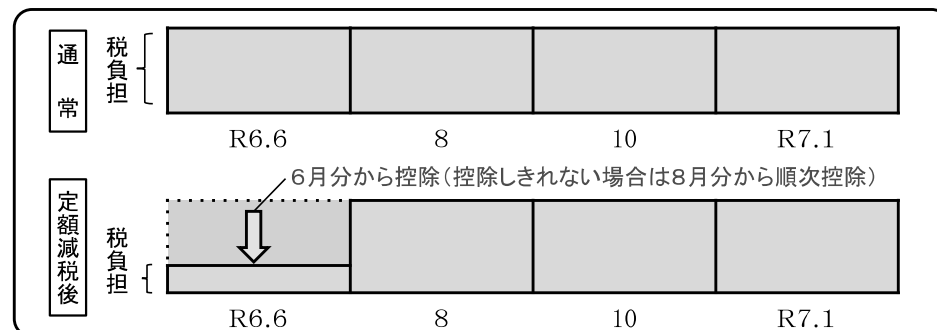 通常
税負担
R6.6 8 10 R7.1
6月分から控除（控除しきれない場合は8月分から順次控除）
定額減税後
税負担
R6.6 8 10 R7.1